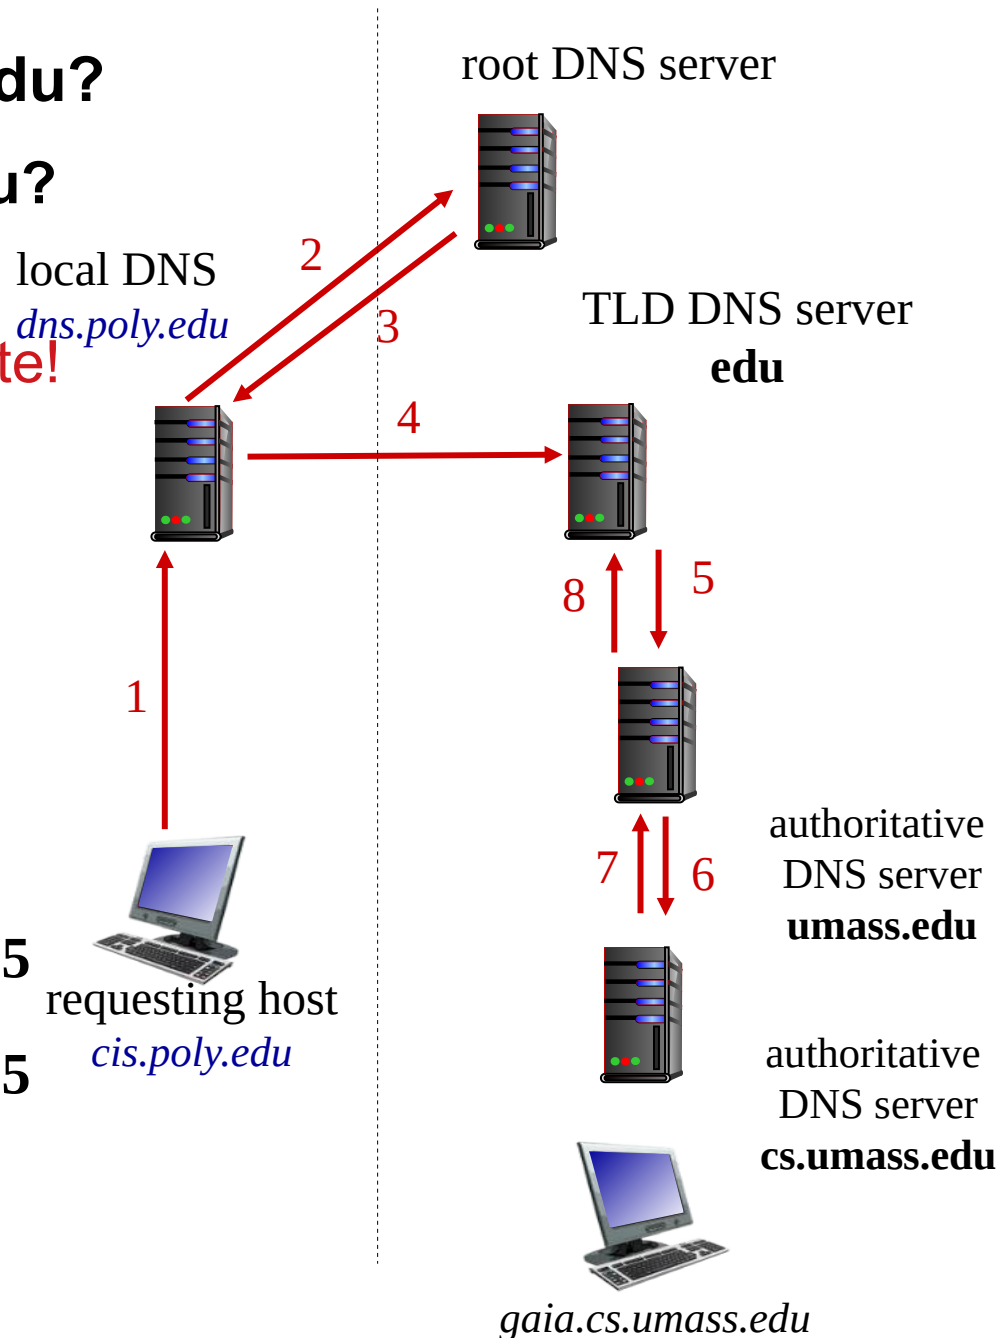 du?
u?
te!
5
5
root DNS server
2
local DNS
dns.poly.edu
3
TLD DNS server
edu
4
8
5
1
7
6
authoritative
DNS server
umass.edu
requesting host
cis.poly.edu
authoritative
DNS server
cs.umass.edu
gaia.cs.umass.edu